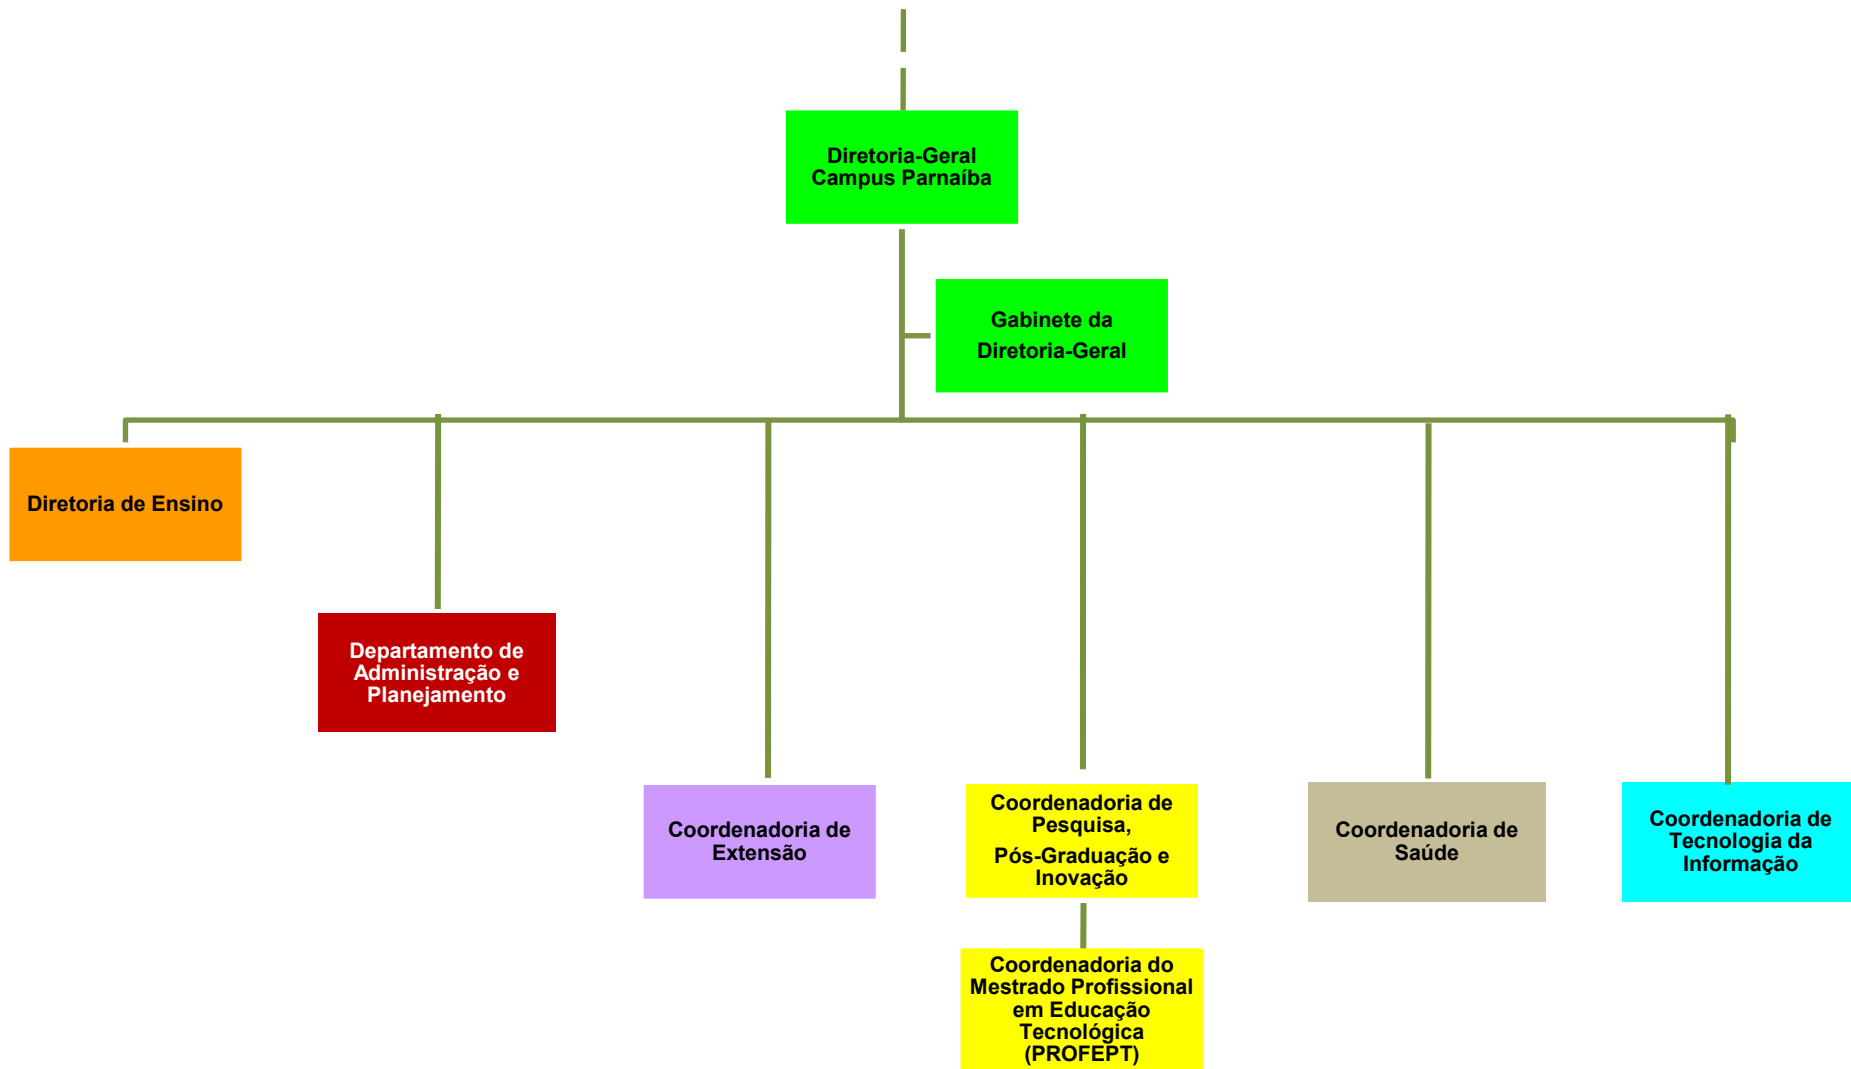 Diretoria-Geral
Campus Parnaíba
Gabinete da
Diretoria-Geral
Diretoria de Ensino
Departamento de
Administração e
Planejamento
Coordenadoria de
Extensão
Coordenadoria de
Pesquisa,
Pós-Graduação e
Inovação
Coordenadoria de
Saúde
Coordenadoria de
Tecnologia da
Informação
Coordenadoria do
Mestrado Profissional
em Educação
Tecnológica
(PROFEPT)